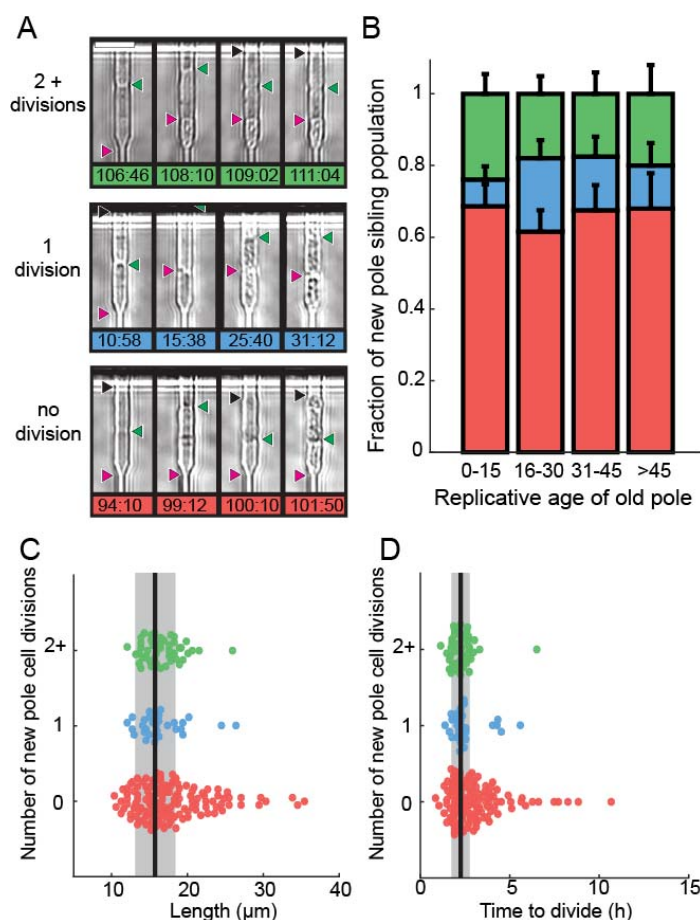 A
2 +
divisions
106:46 108:10 109:02 111:04
1
division
10:58 15:38 25:40 31:12
no
division
94:10 99:12 100:10 101:50
B
Fraction of new pole sibling population
1
0.8
0.6
0.4
0.2
0
0-15 16-30 31-45 >45
Replicative age of old pole
C
Number of new pole cell divisions
2+
1
0
10 20 30 40
Length (µm)
D
Number of new pole cell divisions
2+
1
0
0 5 10 15
Time to divide (h)